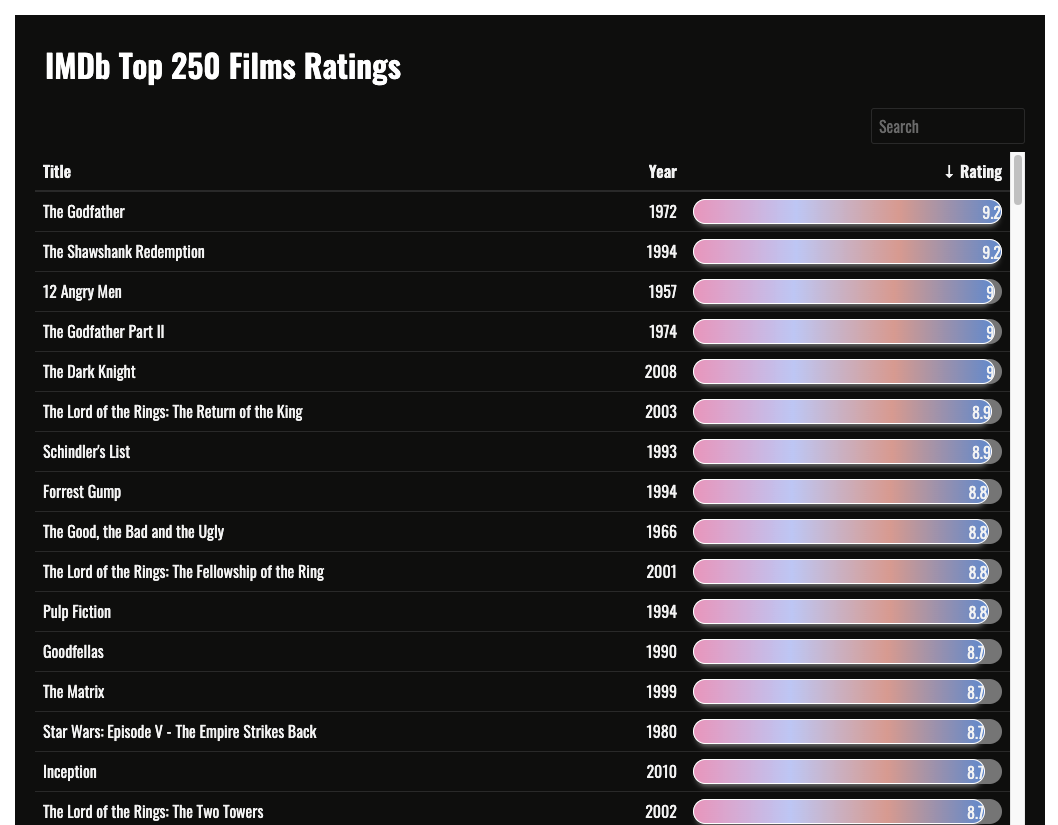 IMDb Top 250 Films Ratings
Search
Title Year ↓ Rating
The Godfather 1972 9.2
The Shawshank Redemption 1994 9.2
12 Angry Men 1957 9
The Godfather Part II 1974 9
The Dark Knight 2008 9
The Lord of the Rings: The Return of the King 2003 8.9
Schindler's List 1993 8.9
Forrest Gump 1994 8.8
The Good, the Bad and the Ugly 1966 8.8
The Lord of the Rings: The Fellowship of the Ring 2001 8.8
Pulp Fiction 1994 8.8
Goodfellas 1990 8.7
The Matrix 1999 8.7
Star Wars: Episode V - The Empire Strikes Back 1980 8.7
Inception 2010 8.7
The Lord of the Rings: The Two Towers 2002 8.7